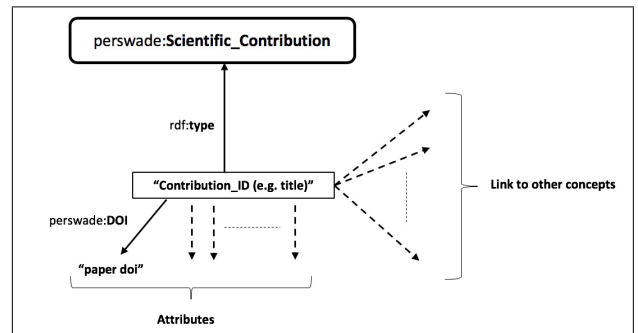 perswade:Scientific_Contribution
rdf:type
"Contribution_ID (e.g. title)"
Link to other concepts
perswade:DOI
"paper doi"
Attributes